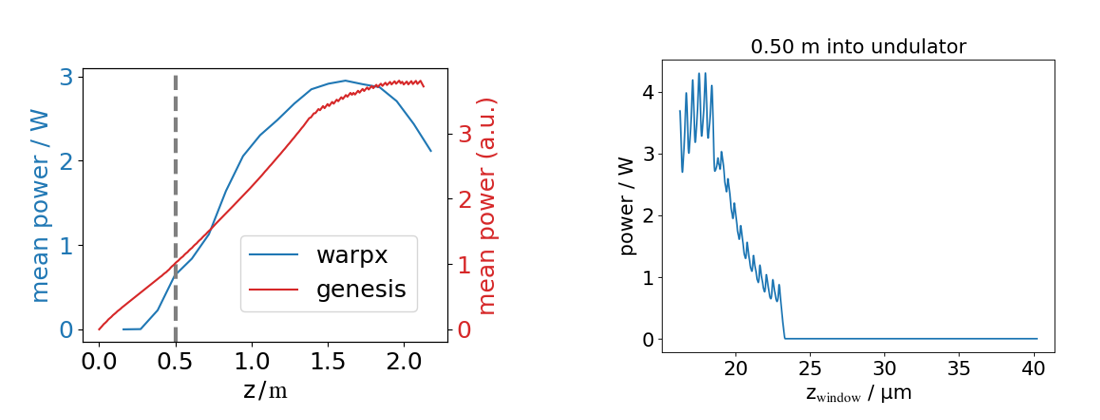 mean power / W
3
2
1
0
0.0 0.5 1.0 1.5 2.0
z/m
3
2
1
0
mean power (a.u.)
warpx
genesis
0.50 m into undulator
power / W
4
3
2
1
0
20 25 30 35 40
z_window / μm